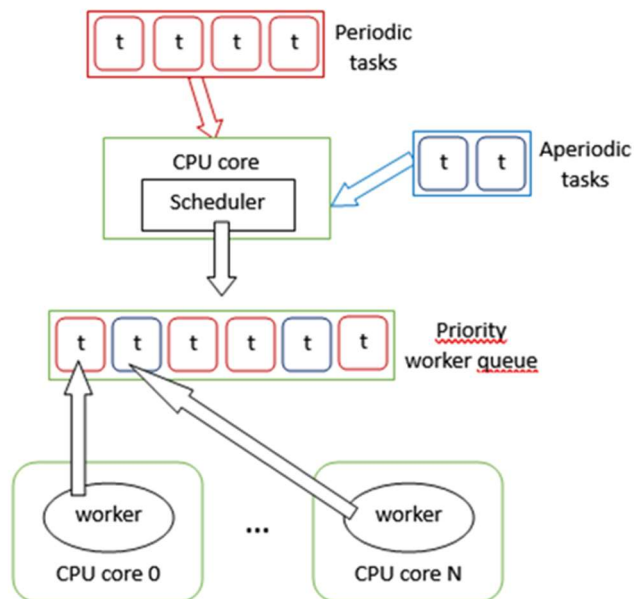 t t t t
Periodic
tasks
CPU core
Scheduler
t t
Aperiodic
tasks
t t t t t t
Priority
worker queue
worker
...
worker
CPU core 0
CPU core N